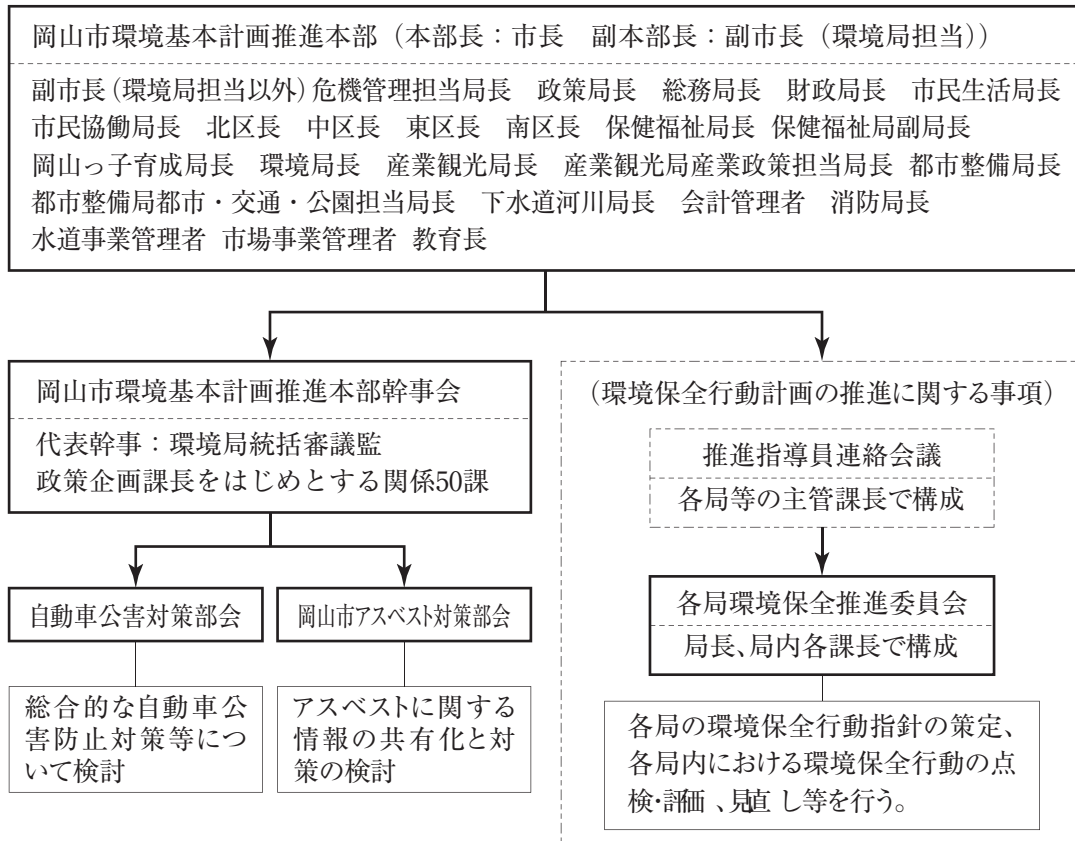 岡山市環境基本計画推進本部（本部長：市長　副本部長：副市長（環境局担当））
副市長（環境局担当以外）危機管理担当局長　政策局長　総務局長　財政局長　市民生活局長
市民協働局長　北区長　中区長　東区長　南区長　保健福祉局長　保健福祉局副局長
岡山っ子育成局長　環境局長　産業観光局長　産業観光局産業政策担当局長　都市整備局長
都市整備局都市・交通・公園担当局長　下水道河川局長　会計管理者　消防局長
水道事業管理者　市場事業管理者　教育長
岡山市環境基本計画推進本部幹事会
代表幹事：環境局統括審議監
政策企画課長をはじめとする関係50課
自動車公害対策部会
総合的な自動車公
害防止対策等につ
いて検討
岡山市アスベスト対策部会
アスベストに関する
情報の共有化と対
策の検討
（環境保全行動計画の推進に関する事項）
推進指導員連絡会議
各局等の主管課長で構成
各局環境保全推進委員会
局長、局内各課長で構成
各局の環境保全行動指針の策定、
各局内における環境保全行動の点
検・評価、見直し等を行う。